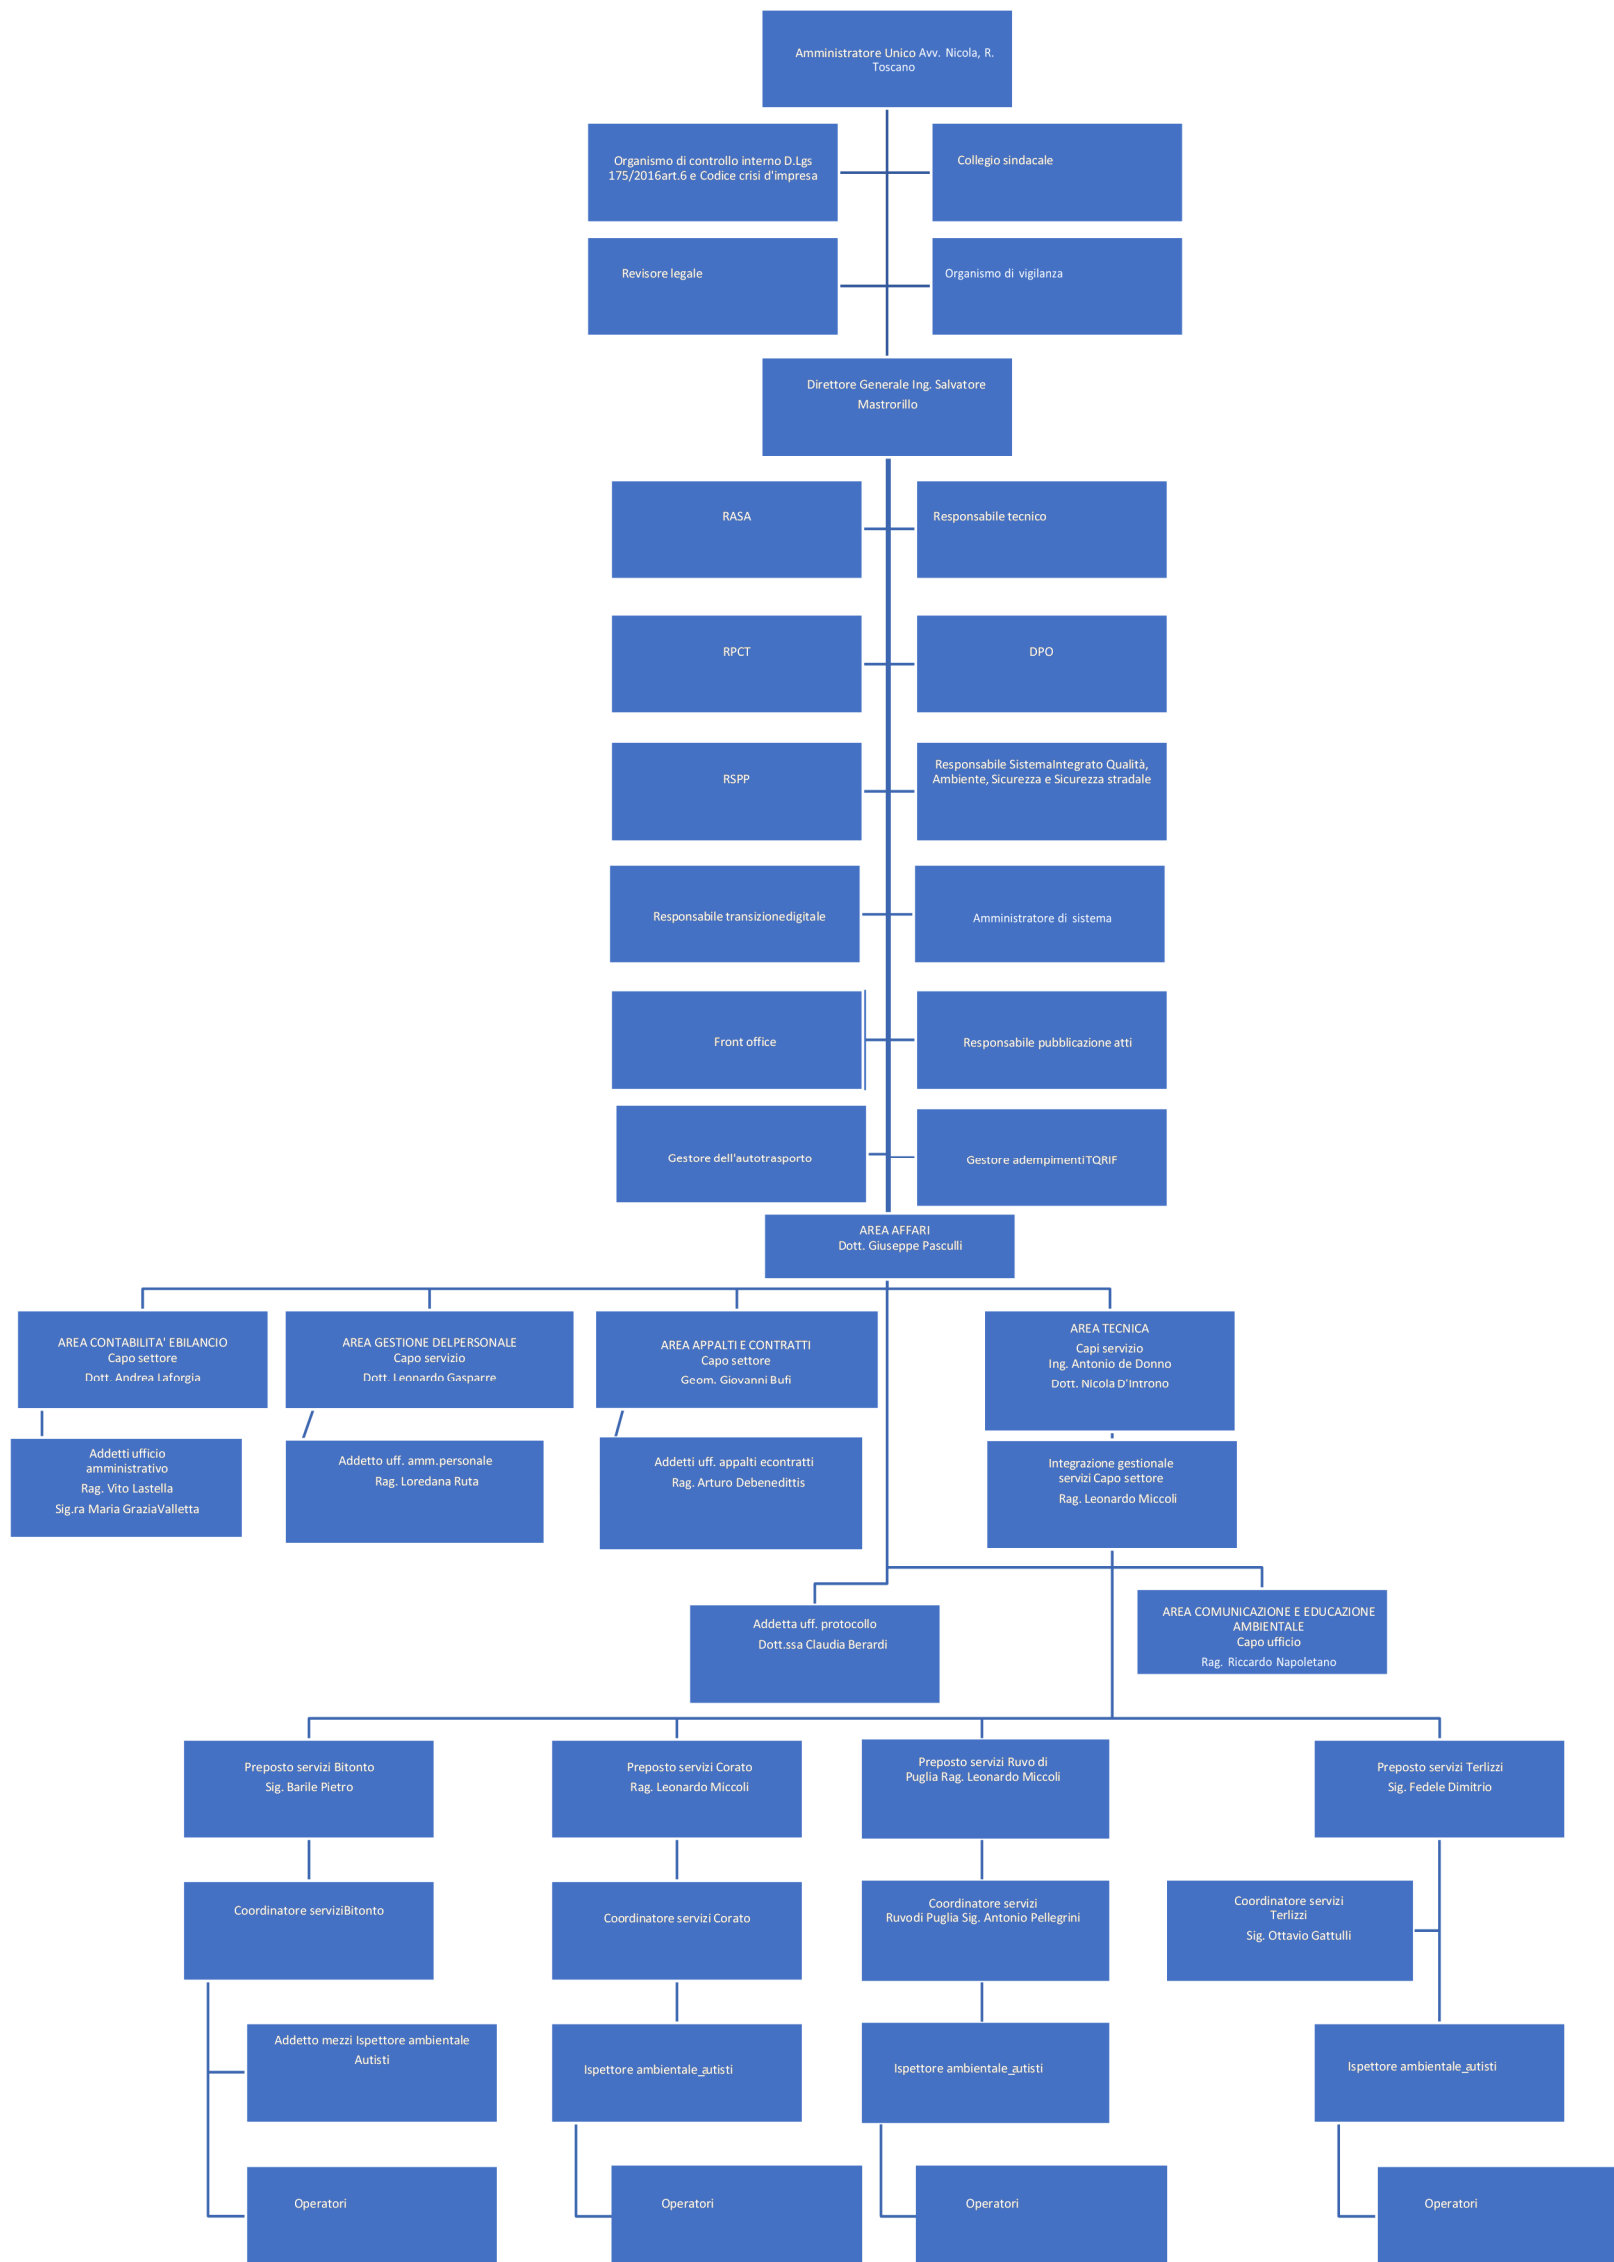 Amministratore Unico Avv. Nicola, R.
Toscano
Organismo di controllo interno D.Lgs
175/2016art.6 e Codice crisi d'impresa
Collegio sindacale
Revisore legale
Organismo di vigilanza
Direttore Generale Ing. Salvatore
Mastrorillo
RASA
Responsabile tecnico
RPCT
DPO
RSPP
Responsabile SistemaIntegrato Qualità,
Ambiente, Sicurezza e Sicurezza stradale
Responsabile transizionedigitale
Amministratore di sistema
Front office
Responsabile pubblicazione atti
Gestore dell'autotrasporto
Gestore adempimentiTQRIF
AREA AFFARI
Dott. Giuseppe Pasculli
AREA CONTABILITA' EBILANCIO
Capo settore
Dott. Andrea Laforgia
AREA GESTIONE DELPERSONALE
Capo servizio
Dott. Leonardo Gasparre
AREA APPALTI E CONTRATTI
Capo settore
Geom. Giovanni Bufi
AREA TECNICA
Capi servizio
Ing. Antonio de Donno
Dott. Nicola D'Introno
Addetti ufficio
amministrativo
Rag. Vito Lastella
Sig.ra Maria GraziaValletta
Addetto uff. amm.personale
Rag. Loredana Ruta
Addetti uff. appalti econtratti
Rag. Arturo Debenedittis
Integrazione gestionale
servizi Capo settore
Rag. Leonardo Miccoli
Addetta uff. protocollo
Dott.ssa Claudia Berardi
AREA COMUNICAZIONE E EDUCAZIONE
AMBIENTALE
Capo ufficio
Rag. Riccardo Napoletano
Preposto servizi Bitonto
Sig. Barile Pietro
Preposto servizi Corato
Rag. Leonardo Miccoli
Preposto servizi Ruvo di
Puglia Rag. Leonardo Miccoli
Preposto servizi Terlizzi
Sig. Fedele Dimitrio
Coordinatore serviziBitonto
Coordinatore servizi Corato
Coordinatore servizi
Ruvodi Puglia Sig. Antonio Pellegrini
Coordinatore servizi
Terlizzi
Sig. Ottavio Gattulli
Addetto mezzi Ispettore ambientale
Autisti
Ispettore ambientale_autisti
Ispettore ambientale_autisti
Ispettore ambientale_autisti
Operatori
Operatori
Operatori
Operatori